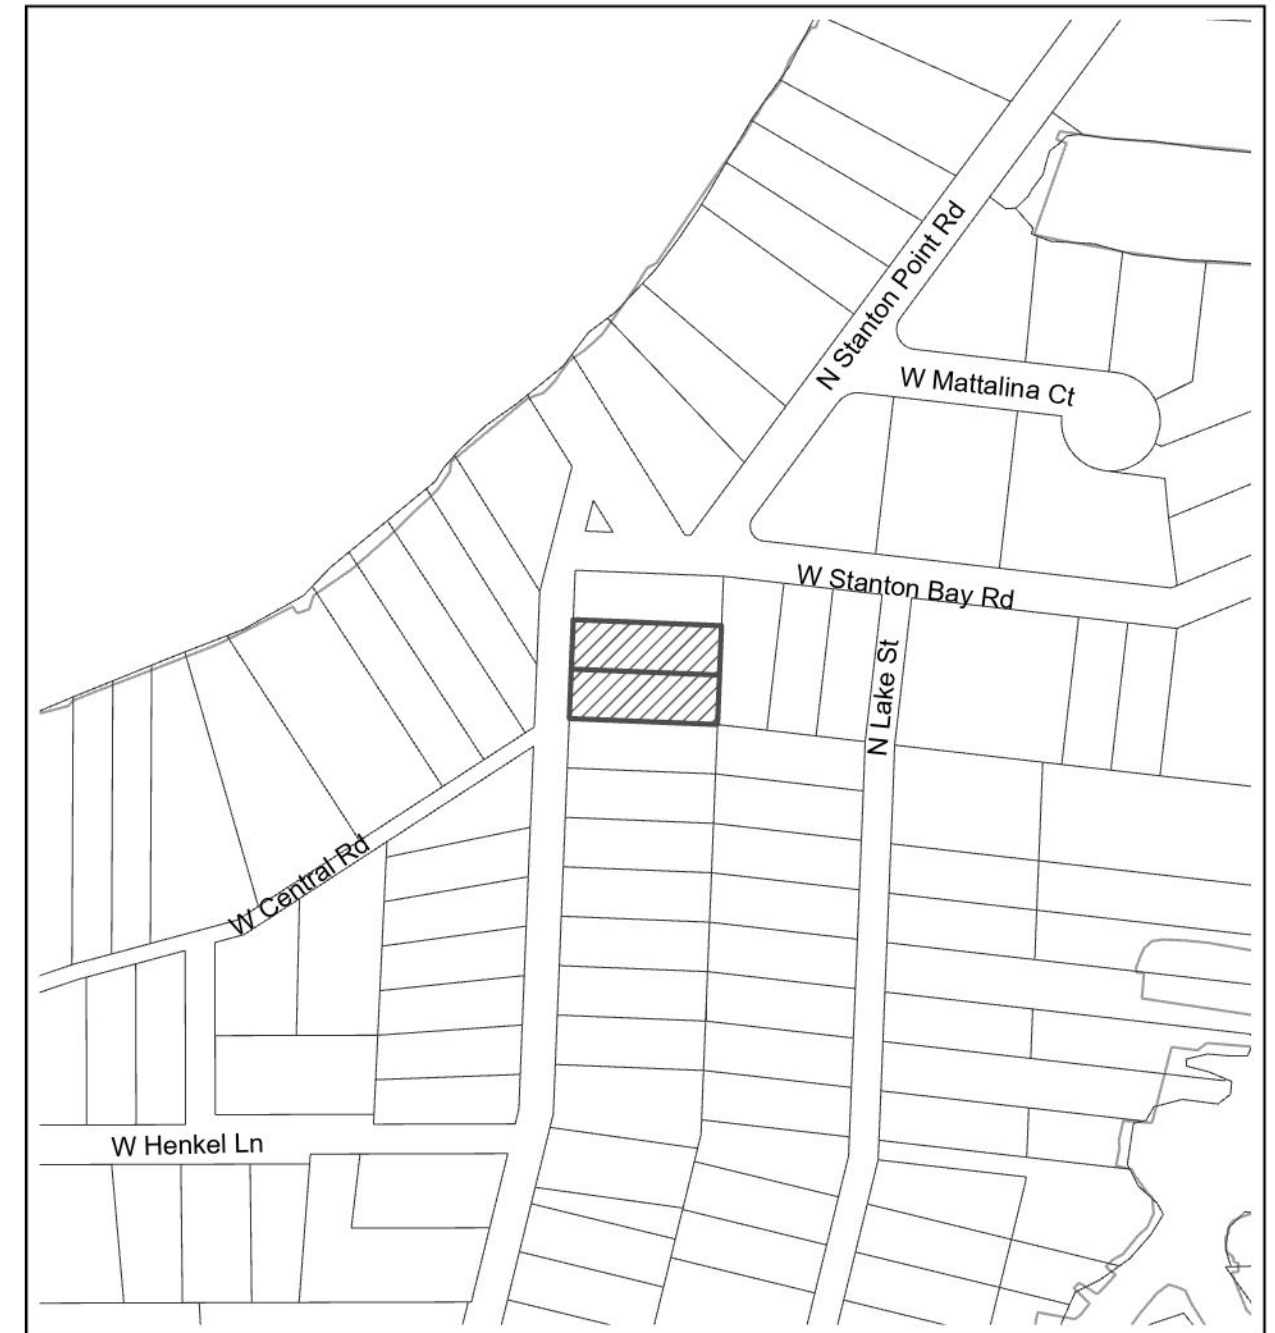 N Stanton Point Rd
W Mattalina Ct
W Stanton Bay Rd
N Lake St
W Central Rd
W Henkel Ln